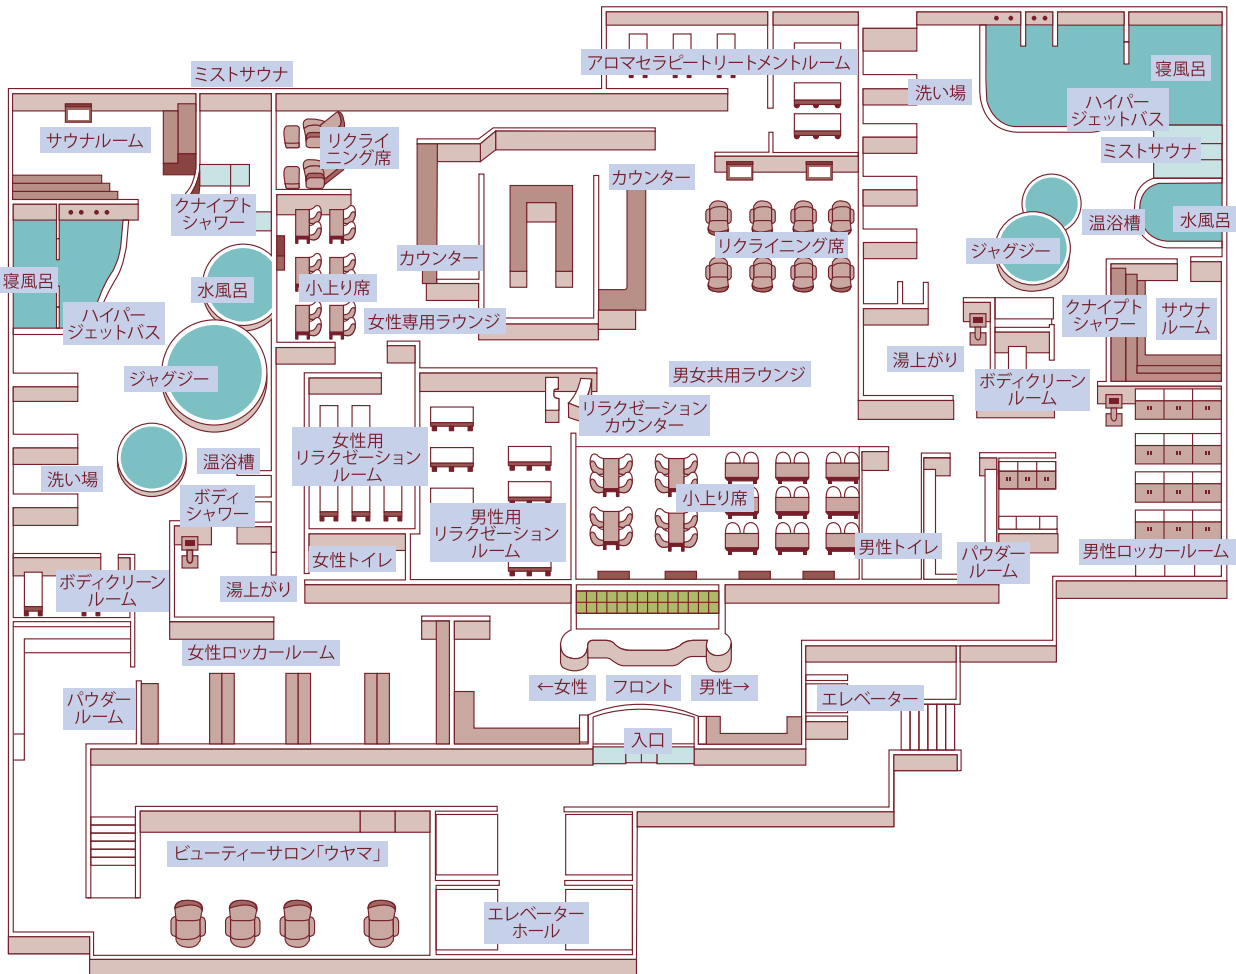 アロマセラピートリートメントルーム
寝風呂
ミストサウナ
洗い場
ハイパー
ジェットバス
サウナルーム
リクライ
ニング席
ミストサウナ
カウンター
クナイプト
シャワー
水風呂
温浴槽
リクライニング席
ジャグジー
カウンター
寝風呂
水風呂
小上り席
ハイパー
ジェットバス
女性専用ラウンジ
クナイプト
シャワー
サウナ
ルーム
湯上がり
ジャグジー
男女共用ラウンジ
ボディクリーン
ルーム
リラクゼーション
カウンター
女性用
リラクゼーション
ルーム
温浴槽
洗い場
ボディ
シャワー
小上り席
男性用
リラクゼーション
ルーム
女性トイレ
男性トイレ
パウダー
ルーム
男性ロッカールーム
ボディクリーン
ルーム
湯上がり
女性ロッカールーム
←女性
フロント
男性→
パウダー
ルーム
エレベーター
入口
ビューティーサロン「ウヤマ」
エレベーター
ホール